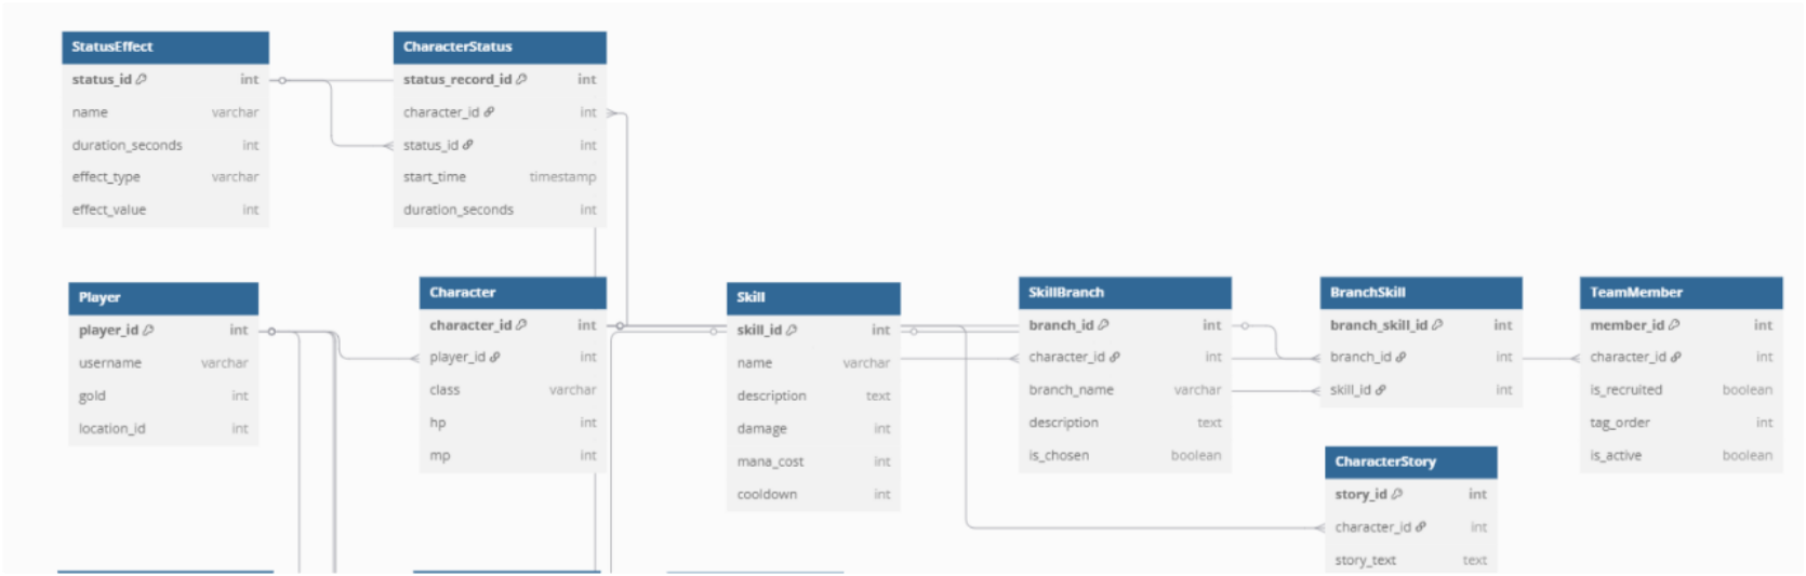 StatusEffect
status_id int
name varchar
duration_seconds int
effect_type varchar
effect_value int
CharacterStatus
status_record_id int
character_id int
status_id int
start_time timestamp
duration_seconds int
Player
player_id int
username varchar
gold int
location_id int
Character
character_id int
player_id int
class varchar
hp int
mp int
Skill
skill_id int
name varchar
description text
damage int
mana_cost int
cooldown int
SkillBranch
branch_id int
character_id int
branch_name varchar
description text
is_chosen boolean
BranchSkill
branch_skill_id int
branch_id int
skill_id int
TeamMember
member_id int
character_id int
is_recruited boolean
tag_order int
is_active boolean
CharacterStory
story_id int
character_id int
story_text text